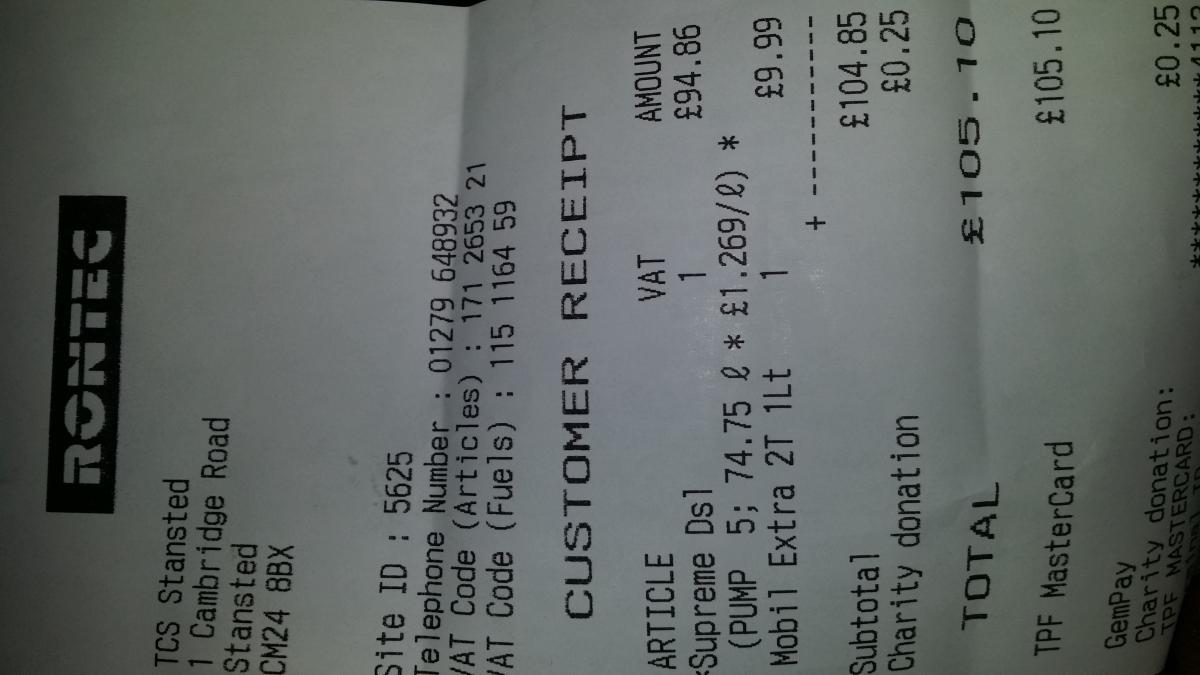 RONTEC
TCS Stansted
1 Cambridge Road
Stansted
CM24 8BX
Site ID : 5625
Telephone Number : 01279 648932
VAT Code (Articles) : 171 2653 21
VAT Code (Fuels) : 115 1164 59
CUSTOMER RECEIPT
ARTICLE VAT AMOUNT
*Supreme Dsl 1 £94.86
(PUMP 5; 74.75 ℓ * £1.269/ℓ) *
Mobil Extra 2T 1Lt 1 £9.99
+ -----------
Subtotal £104.85
Charity donation £0.25
TOTAL £105.10
TPF MasterCard £105.10
GemPay
Charity donation: £0.25
TPF MASTERCARD: